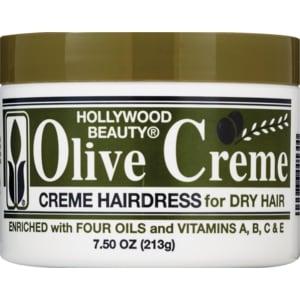 HOLLYWOOD
BEAUTY®
Olive Creme
CREME HAIRDRESS for DRY HAIR
ENRICHED with FOUR OILS and VITAMINS A, B, C & E
7.50 OZ (213g)